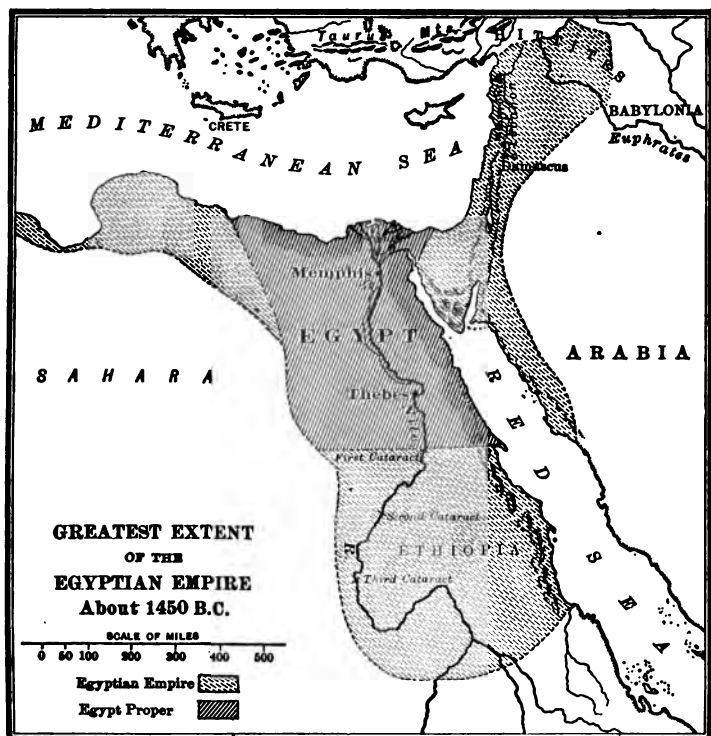 Taurus Mts.
HITTITES
CRETE
BABYLONIA
Euphrates
MEDITERRANEAN SEA
Damascus
Memphis
EGYPT
SAHARA
ARABIA
Thebes
RED SEA
First Cataract
Second Cataract
ETHIOPIA
Third Cataract
GREATEST EXTENT
OF THE
EGYPTIAN EMPIRE
About 1450 B.C.
SCALE OF MILES
0 50 100 200 300 400 500
Egyptian Empire
Egypt Proper